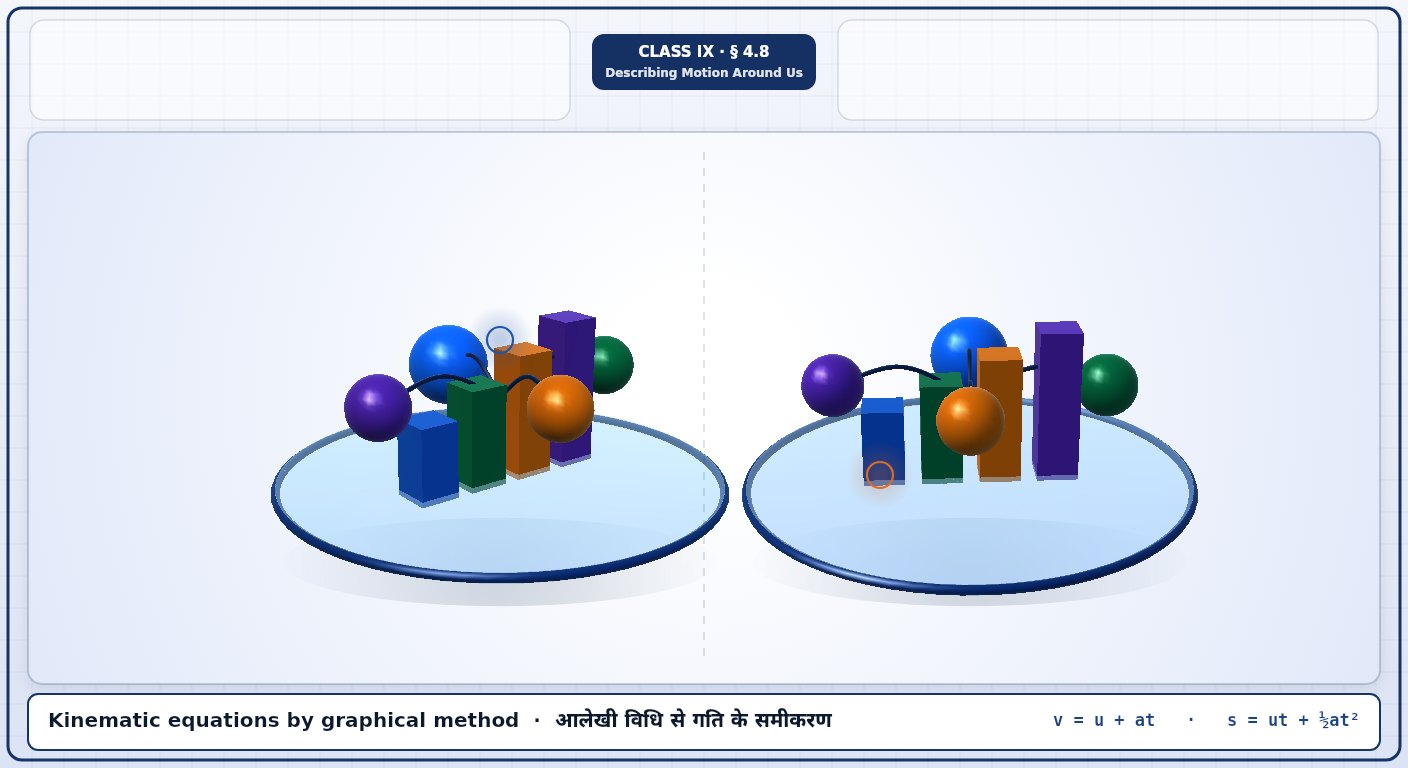 CLASS IX · § 4.8
Describing Motion Around Us
Kinematic equations by graphical method · आलेखी विधि से गति के समीकरण
v = u + at · s = ut + ½at²